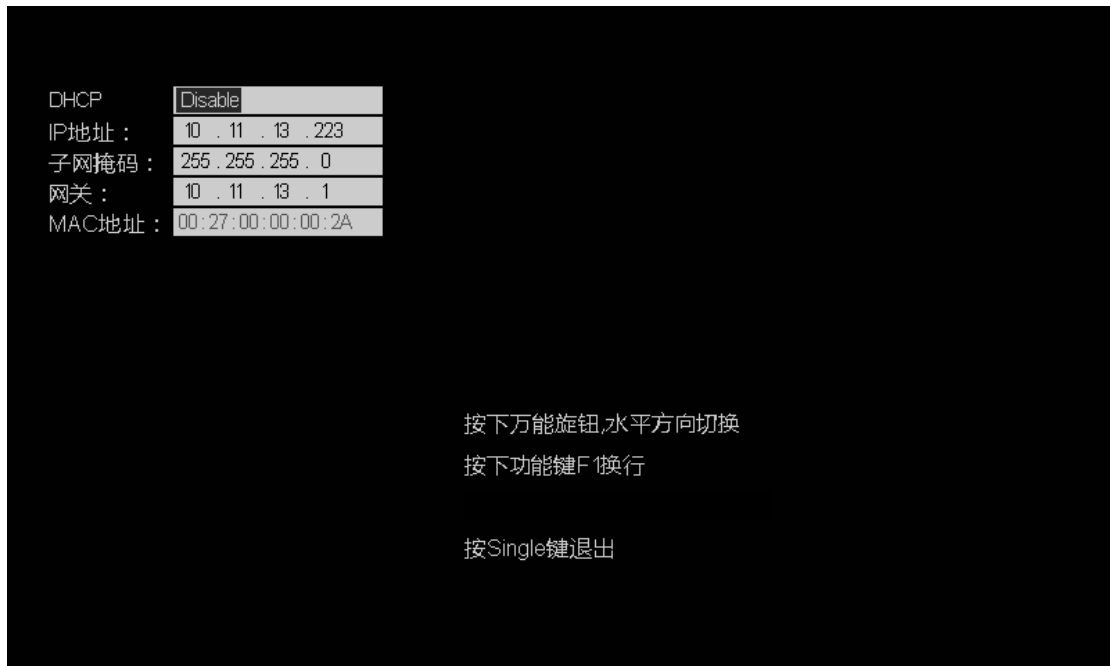 DHCP Disable
IP地址： 10 . 11 . 13 . 223
子网掩码： 255 . 255 . 255 . 0
网关： 10 . 11 . 13 . 1
MAC地址： 00:27:00:00:00:2A
按下万能旋钮,水平方向切换
按下功能键F1换行
按Single键退出